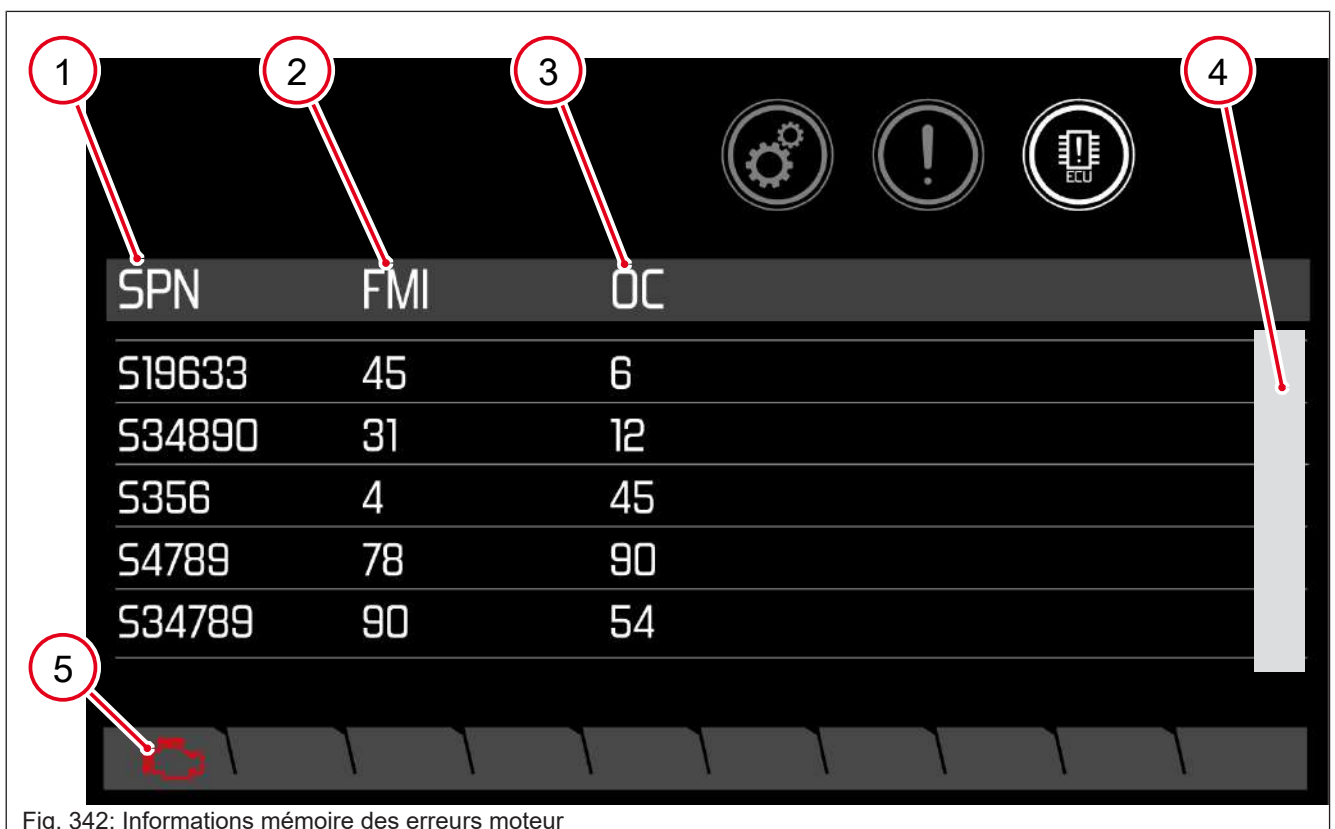 1 2 3 4
ECU
SPN FMI OC
S19633 45 6
S34890 31 12
S356 4 45
S4789 78 90
S34789 90 54
5
Fig. 342: Informations mémoire des erreurs moteur